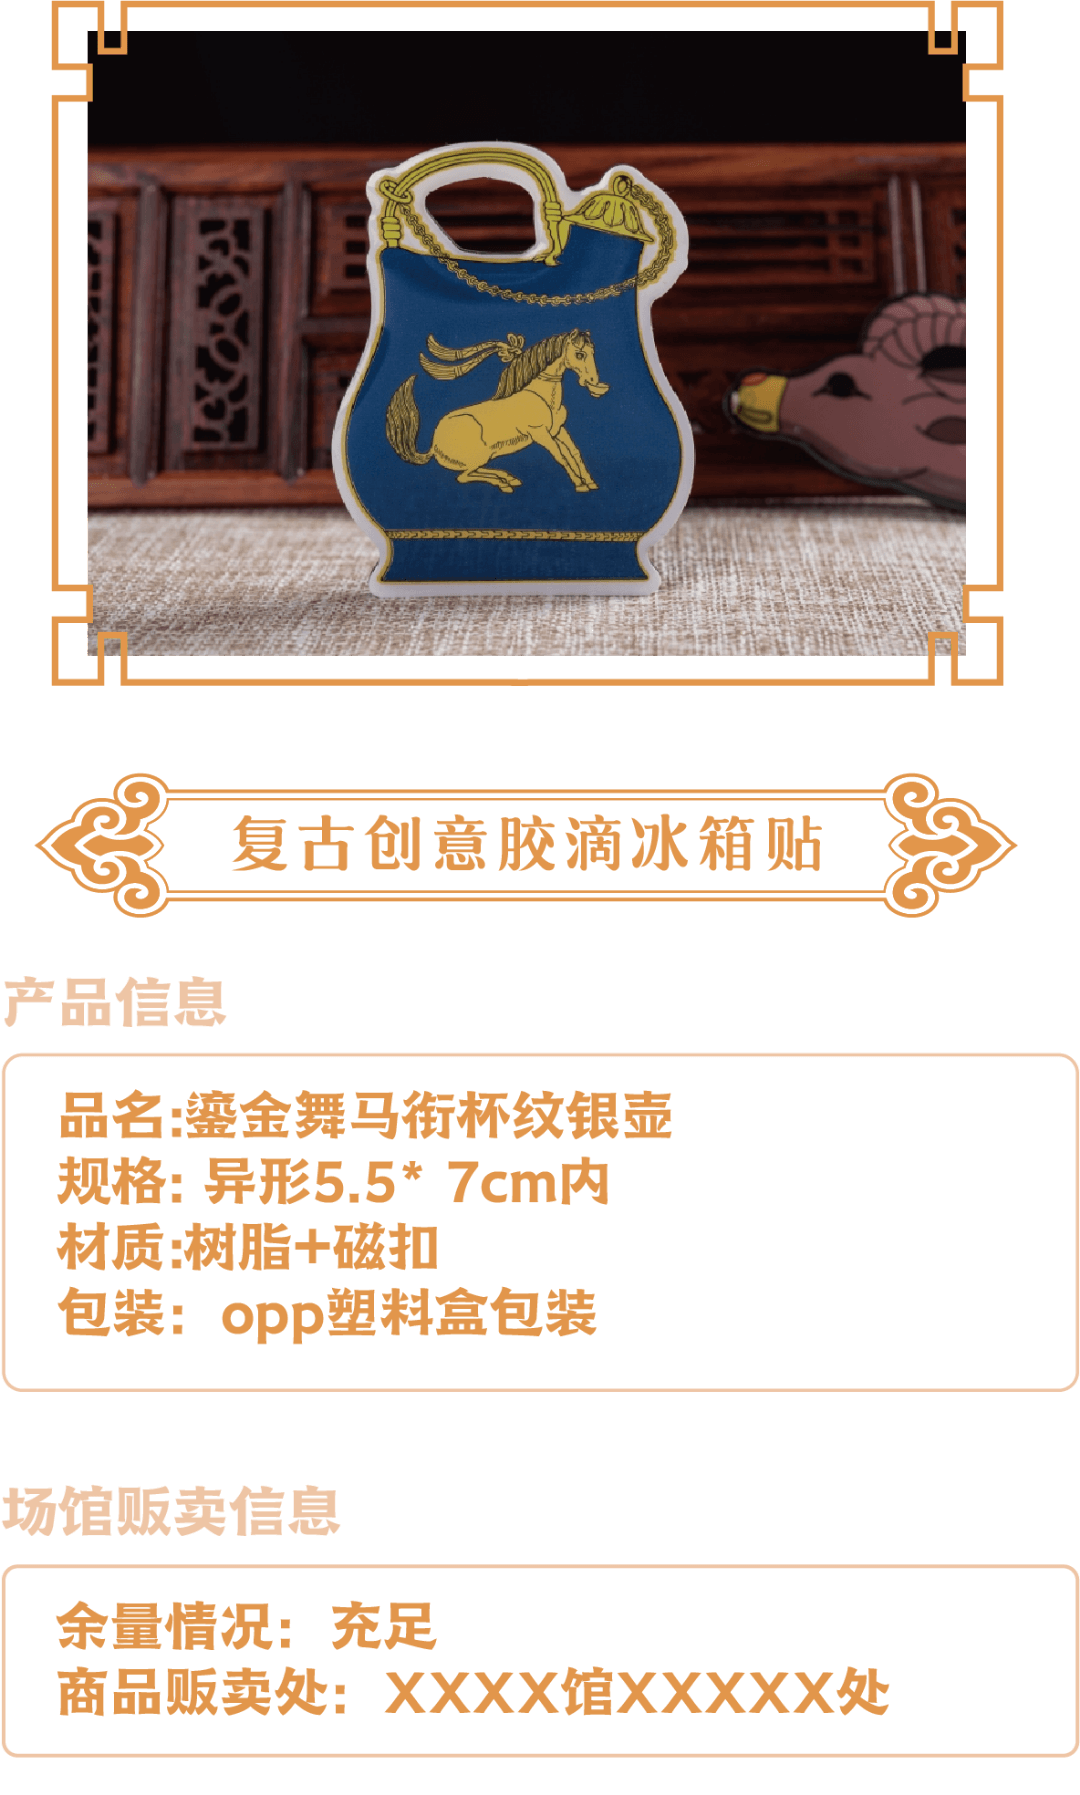 复古创意胶滴冰箱贴
产品信息
品名:鎏金舞马衔杯纹银壶
规格: 异形5.5* 7cm内
材质:树脂+磁扣
包装：opp塑料盒包装
场馆贩卖信息
余量情况：充足
商品贩卖处：XXXX馆XXXXX处